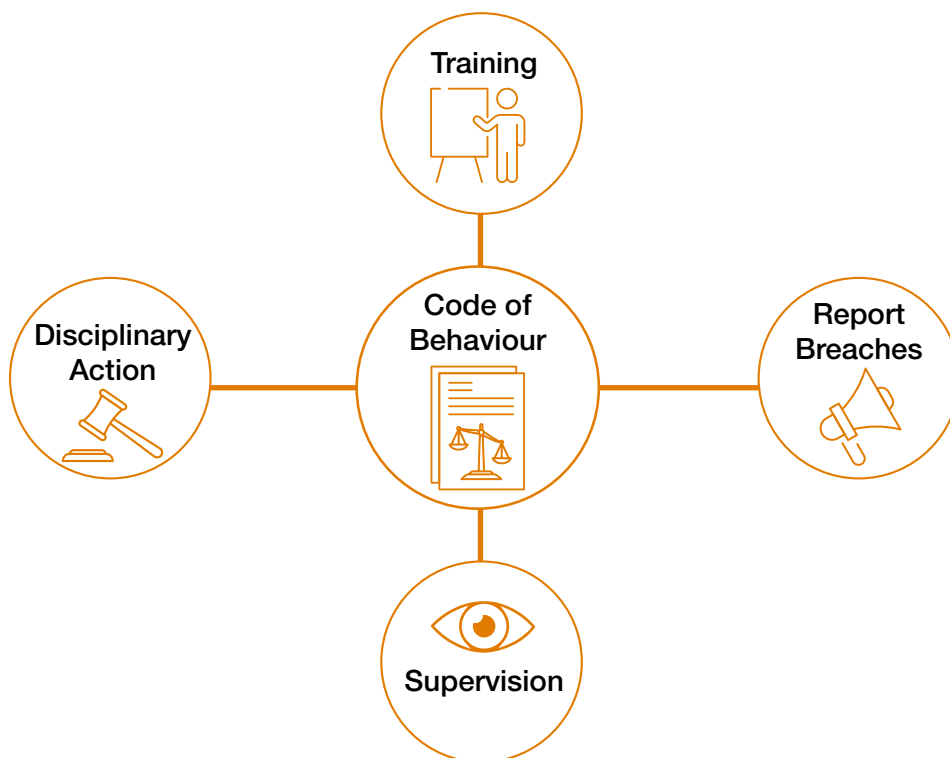 Training
Code of
Behaviour
Disciplinary
Action
Report
Breaches
Supervision